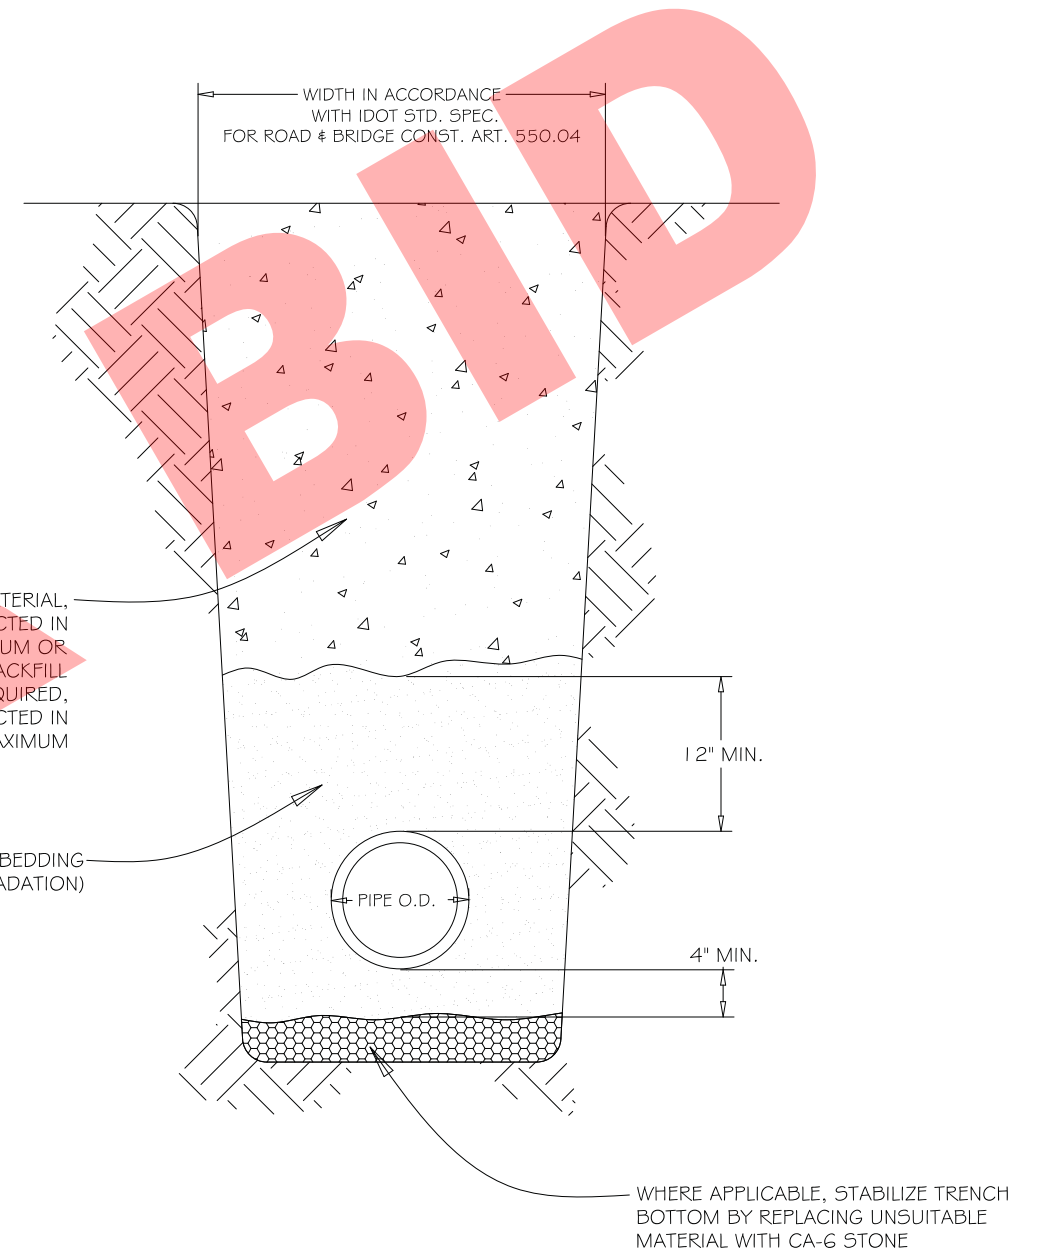 BID
WIDTH IN ACCORDANCE
WITH IDOT STD. SPEC.
FOR ROAD & BRIDGE CONST. ART. 550.04
TERIAL,
CTED IN
UM OR
ACKFILL
QUIRED,
CTED IN
AXIMUM
12" MIN.
BEDDING
ADATION)
PIPE O.D.
4" MIN.
WHERE APPLICABLE, STABILIZE TRENCH
BOTTOM BY REPLACING UNSUITABLE
MATERIAL WITH CA-6 STONE